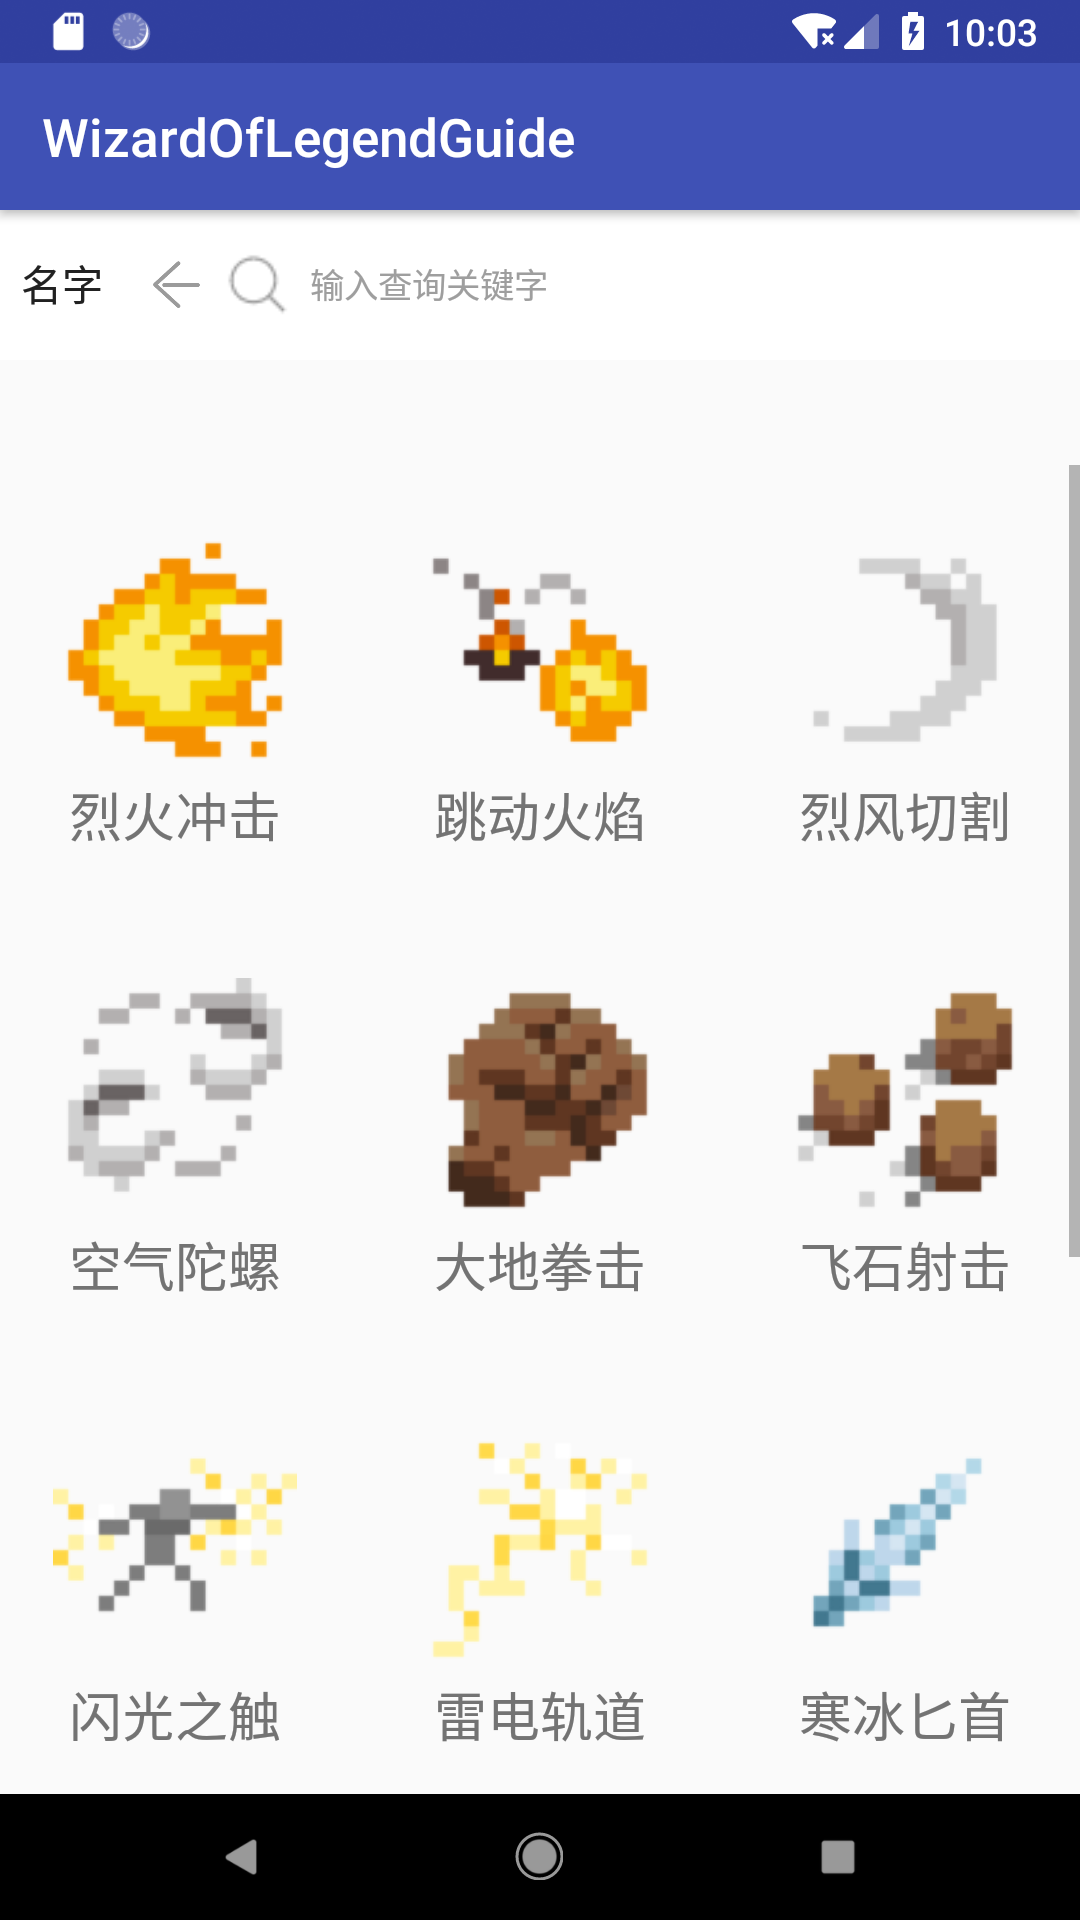 10:03
WizardOfLegendGuide
名字 输入查询关键字
烈火冲击 跳动火焰 烈风切割
空气陀螺 大地拳击 飞石射击
闪光之触 雷电轨道 寒冰匕首